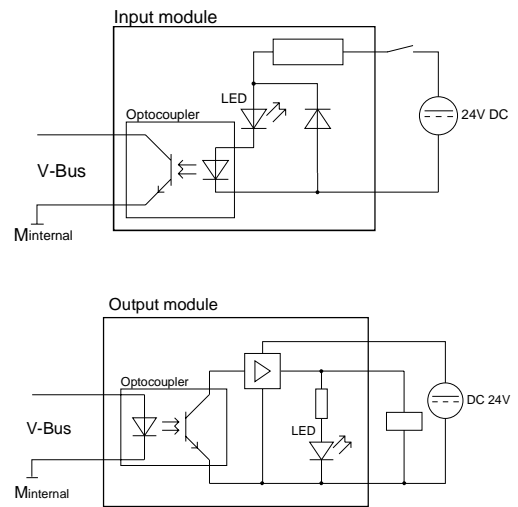 Input module
LED
Optocoupler
24V DC
V-Bus
Minternal
Output module
Optocoupler
DC 24V
V-Bus
LED
Minternal